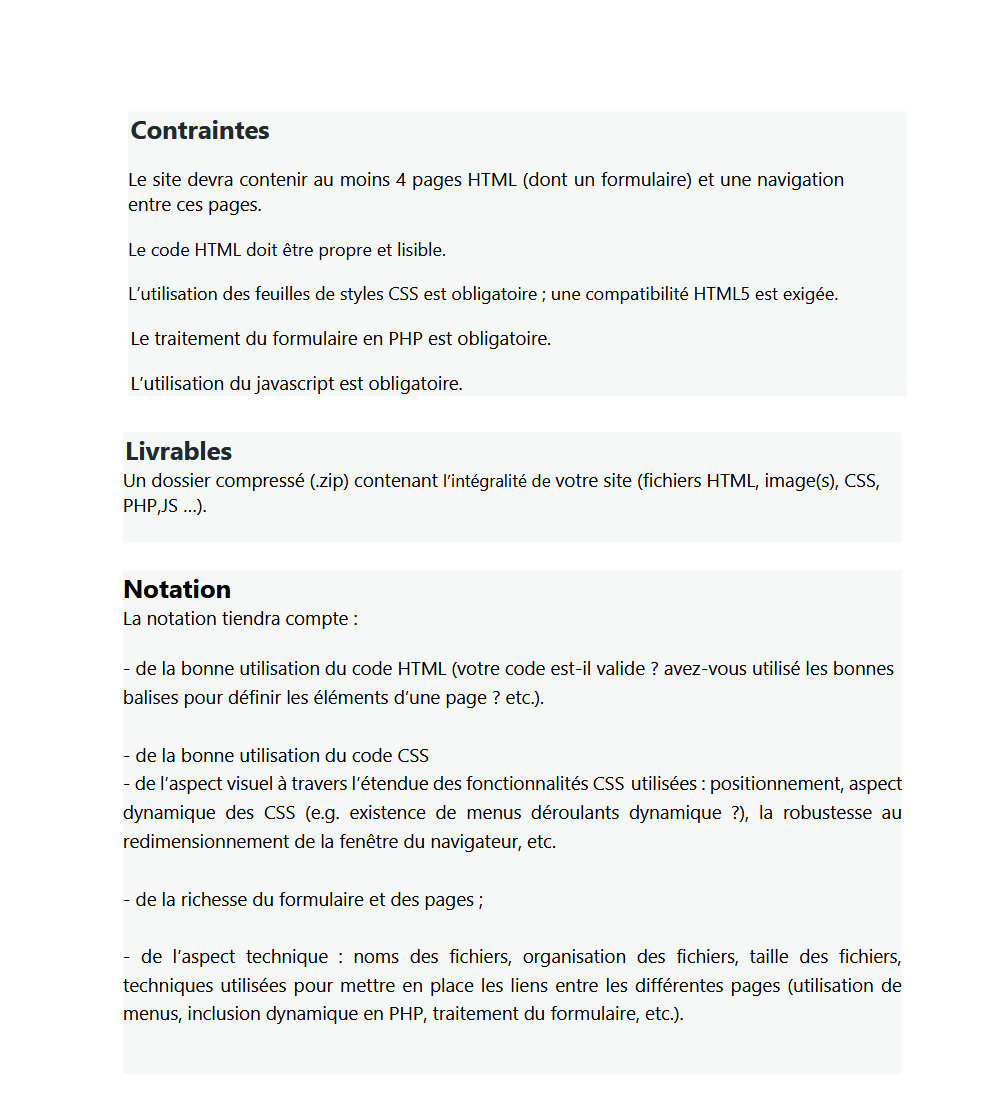 Contraintes
Le site devra contenir au moins 4 pages HTML (dont un formulaire) et une navigation
entre ces pages.
Le code HTML doit être propre et lisible.
L’utilisation des feuilles de styles CSS est obligatoire ; une compatibilité HTML5 est exigée.
Le traitement du formulaire en PHP est obligatoire.
L’utilisation du javascript est obligatoire.
Livrables
Un dossier compressé (.zip) contenant l’intégralité de votre site (fichiers HTML, image(s), CSS,
PHP,JS …).
Notation
La notation tiendra compte :
- de la bonne utilisation du code HTML (votre code est-il valide ? avez-vous utilisé les bonnes
balises pour définir les éléments d’une page ? etc.).
- de la bonne utilisation du code CSS
- de l’aspect visuel à travers l’étendue des fonctionnalités CSS utilisées : positionnement, aspect
dynamique des CSS (e.g. existence de menus déroulants dynamique ?), la robustesse au
redimensionnement de la fenêtre du navigateur, etc.
- de la richesse du formulaire et des pages ;
- de l’aspect technique : noms des fichiers, organisation des fichiers, taille des fichiers,
techniques utilisées pour mettre en place les liens entre les différentes pages (utilisation de
menus, inclusion dynamique en PHP, traitement du formulaire, etc.).